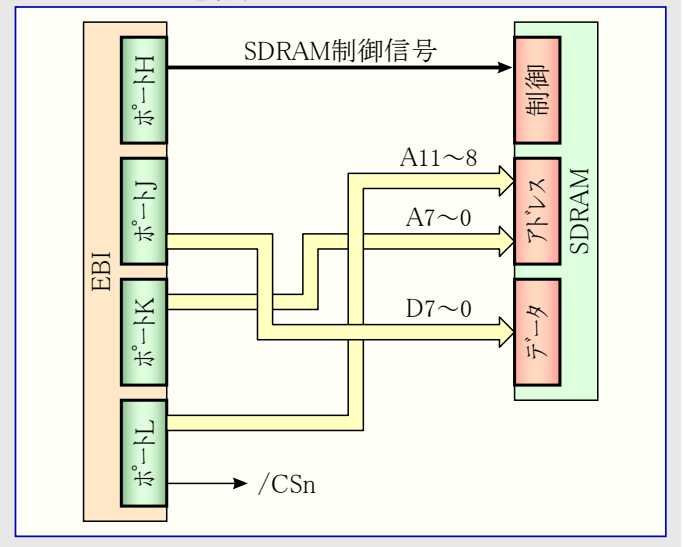 SDRAM制御信号
EBI
ポートH
ポートJ
ポートK
ポートL
A11～8
A7～0
D7～0
/CSn
制御
アドレス
データ
SDRAM